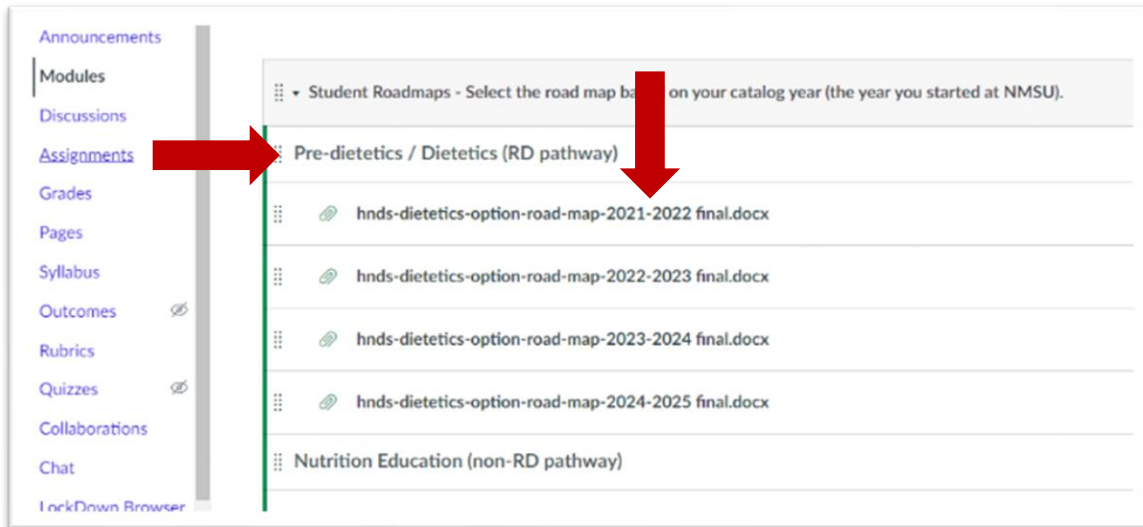 Announcements
Modules
Discussions
Assignments
Grades
Pages
Syllabus
Outcomes
Rubrics
Quizzes
Collaborations
Chat
LockDown Browser
Student Roadmaps - Select the road map ba on your catalog year (the year you started at NMSU).
Pre-dietetics / Dietetics (RD pathway)
hnds-dietetics-option-road-map-2021-2022 final.docx
hnds-dietetics-option-road-map-2022-2023 final.docx
hnds-dietetics-option-road-map-2023-2024 final.docx
hnds-dietetics-option-road-map-2024-2025 final.docx
Nutrition Education (non-RD pathway)